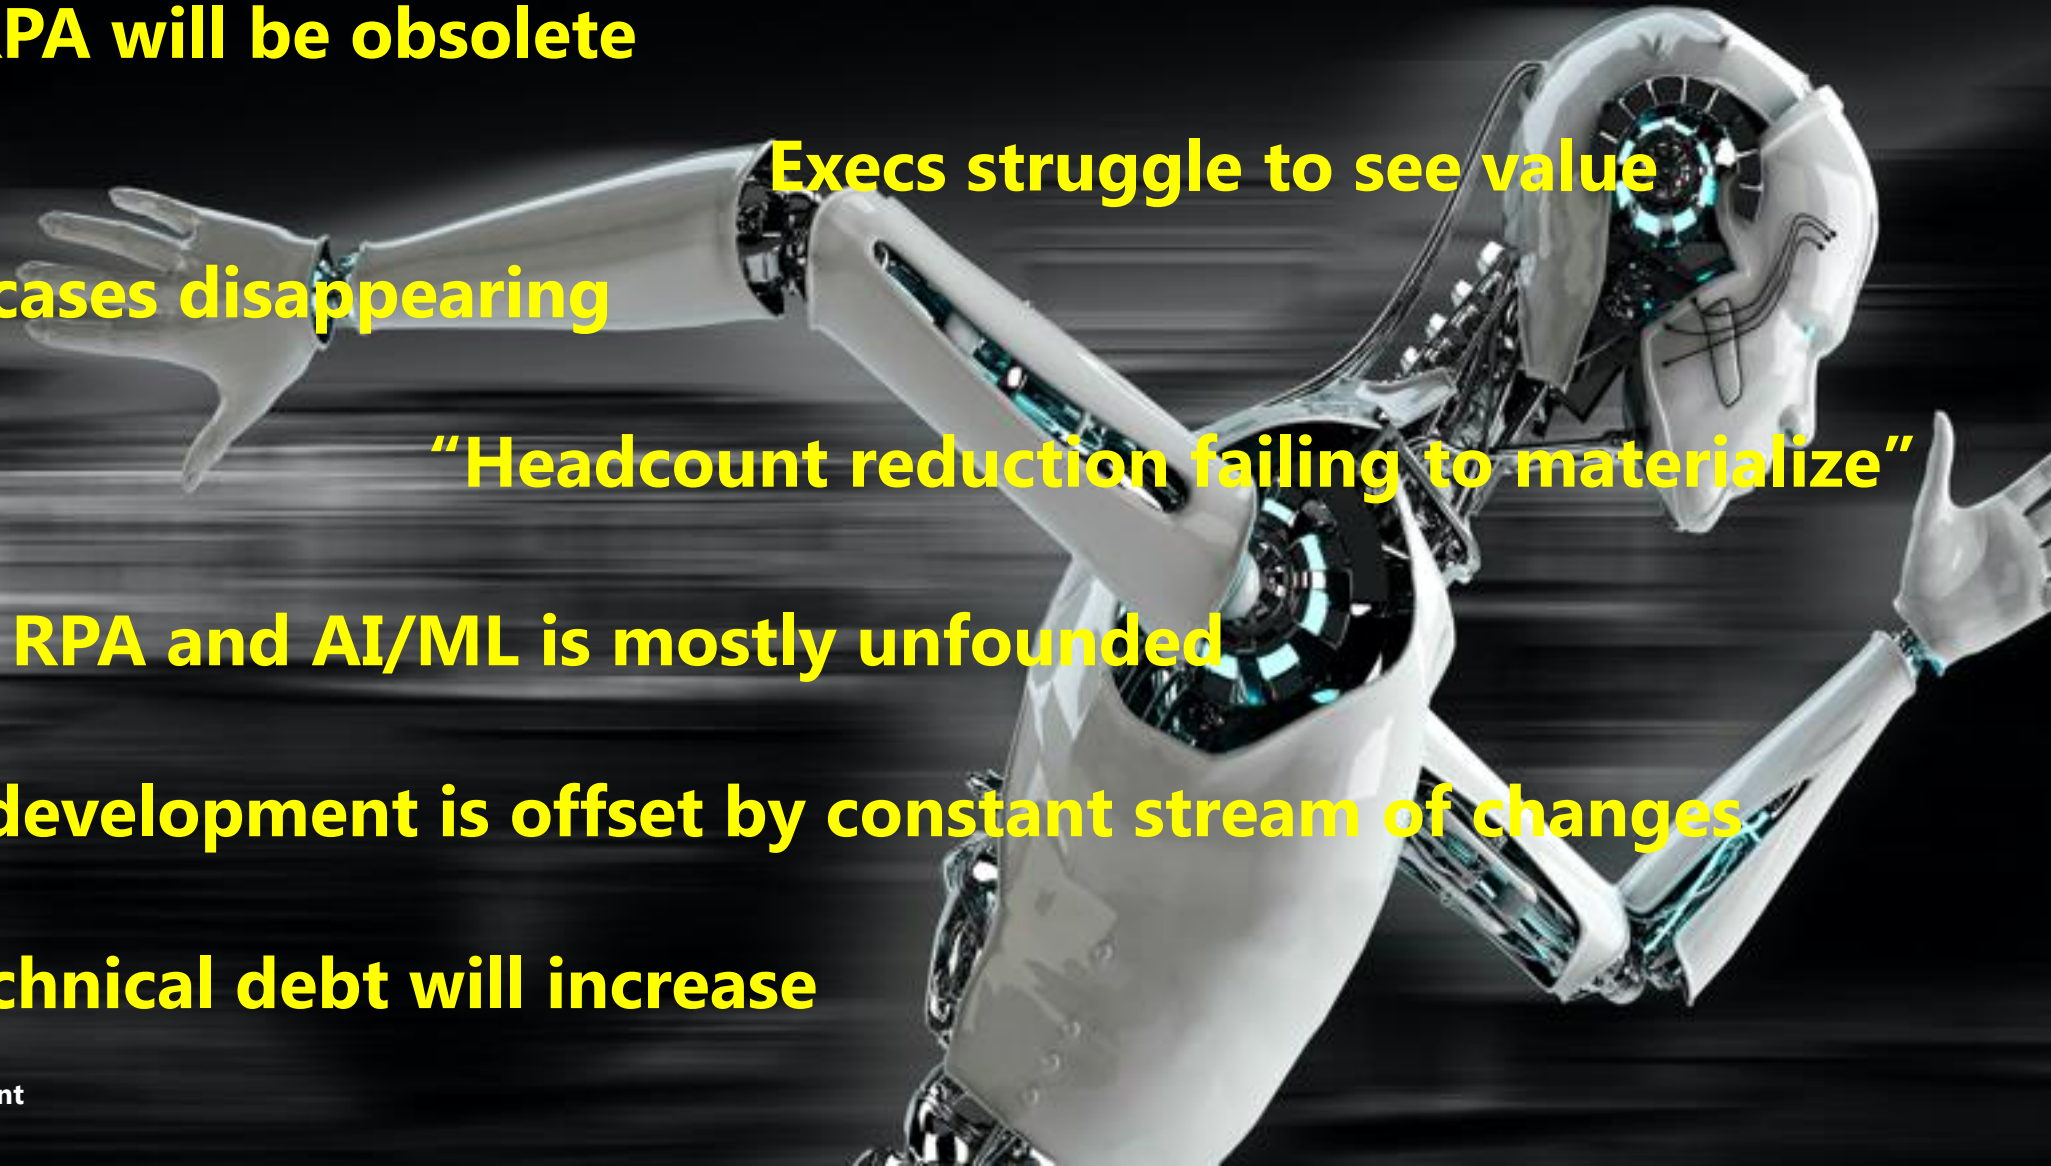 RPA will be obsolete
Execs struggle to see value
cases disappearing
“Headcount reduction failing to materialize”
RPA and AI/ML is mostly unfounded
development is offset by constant stream of changes
chnical debt will increase
nt